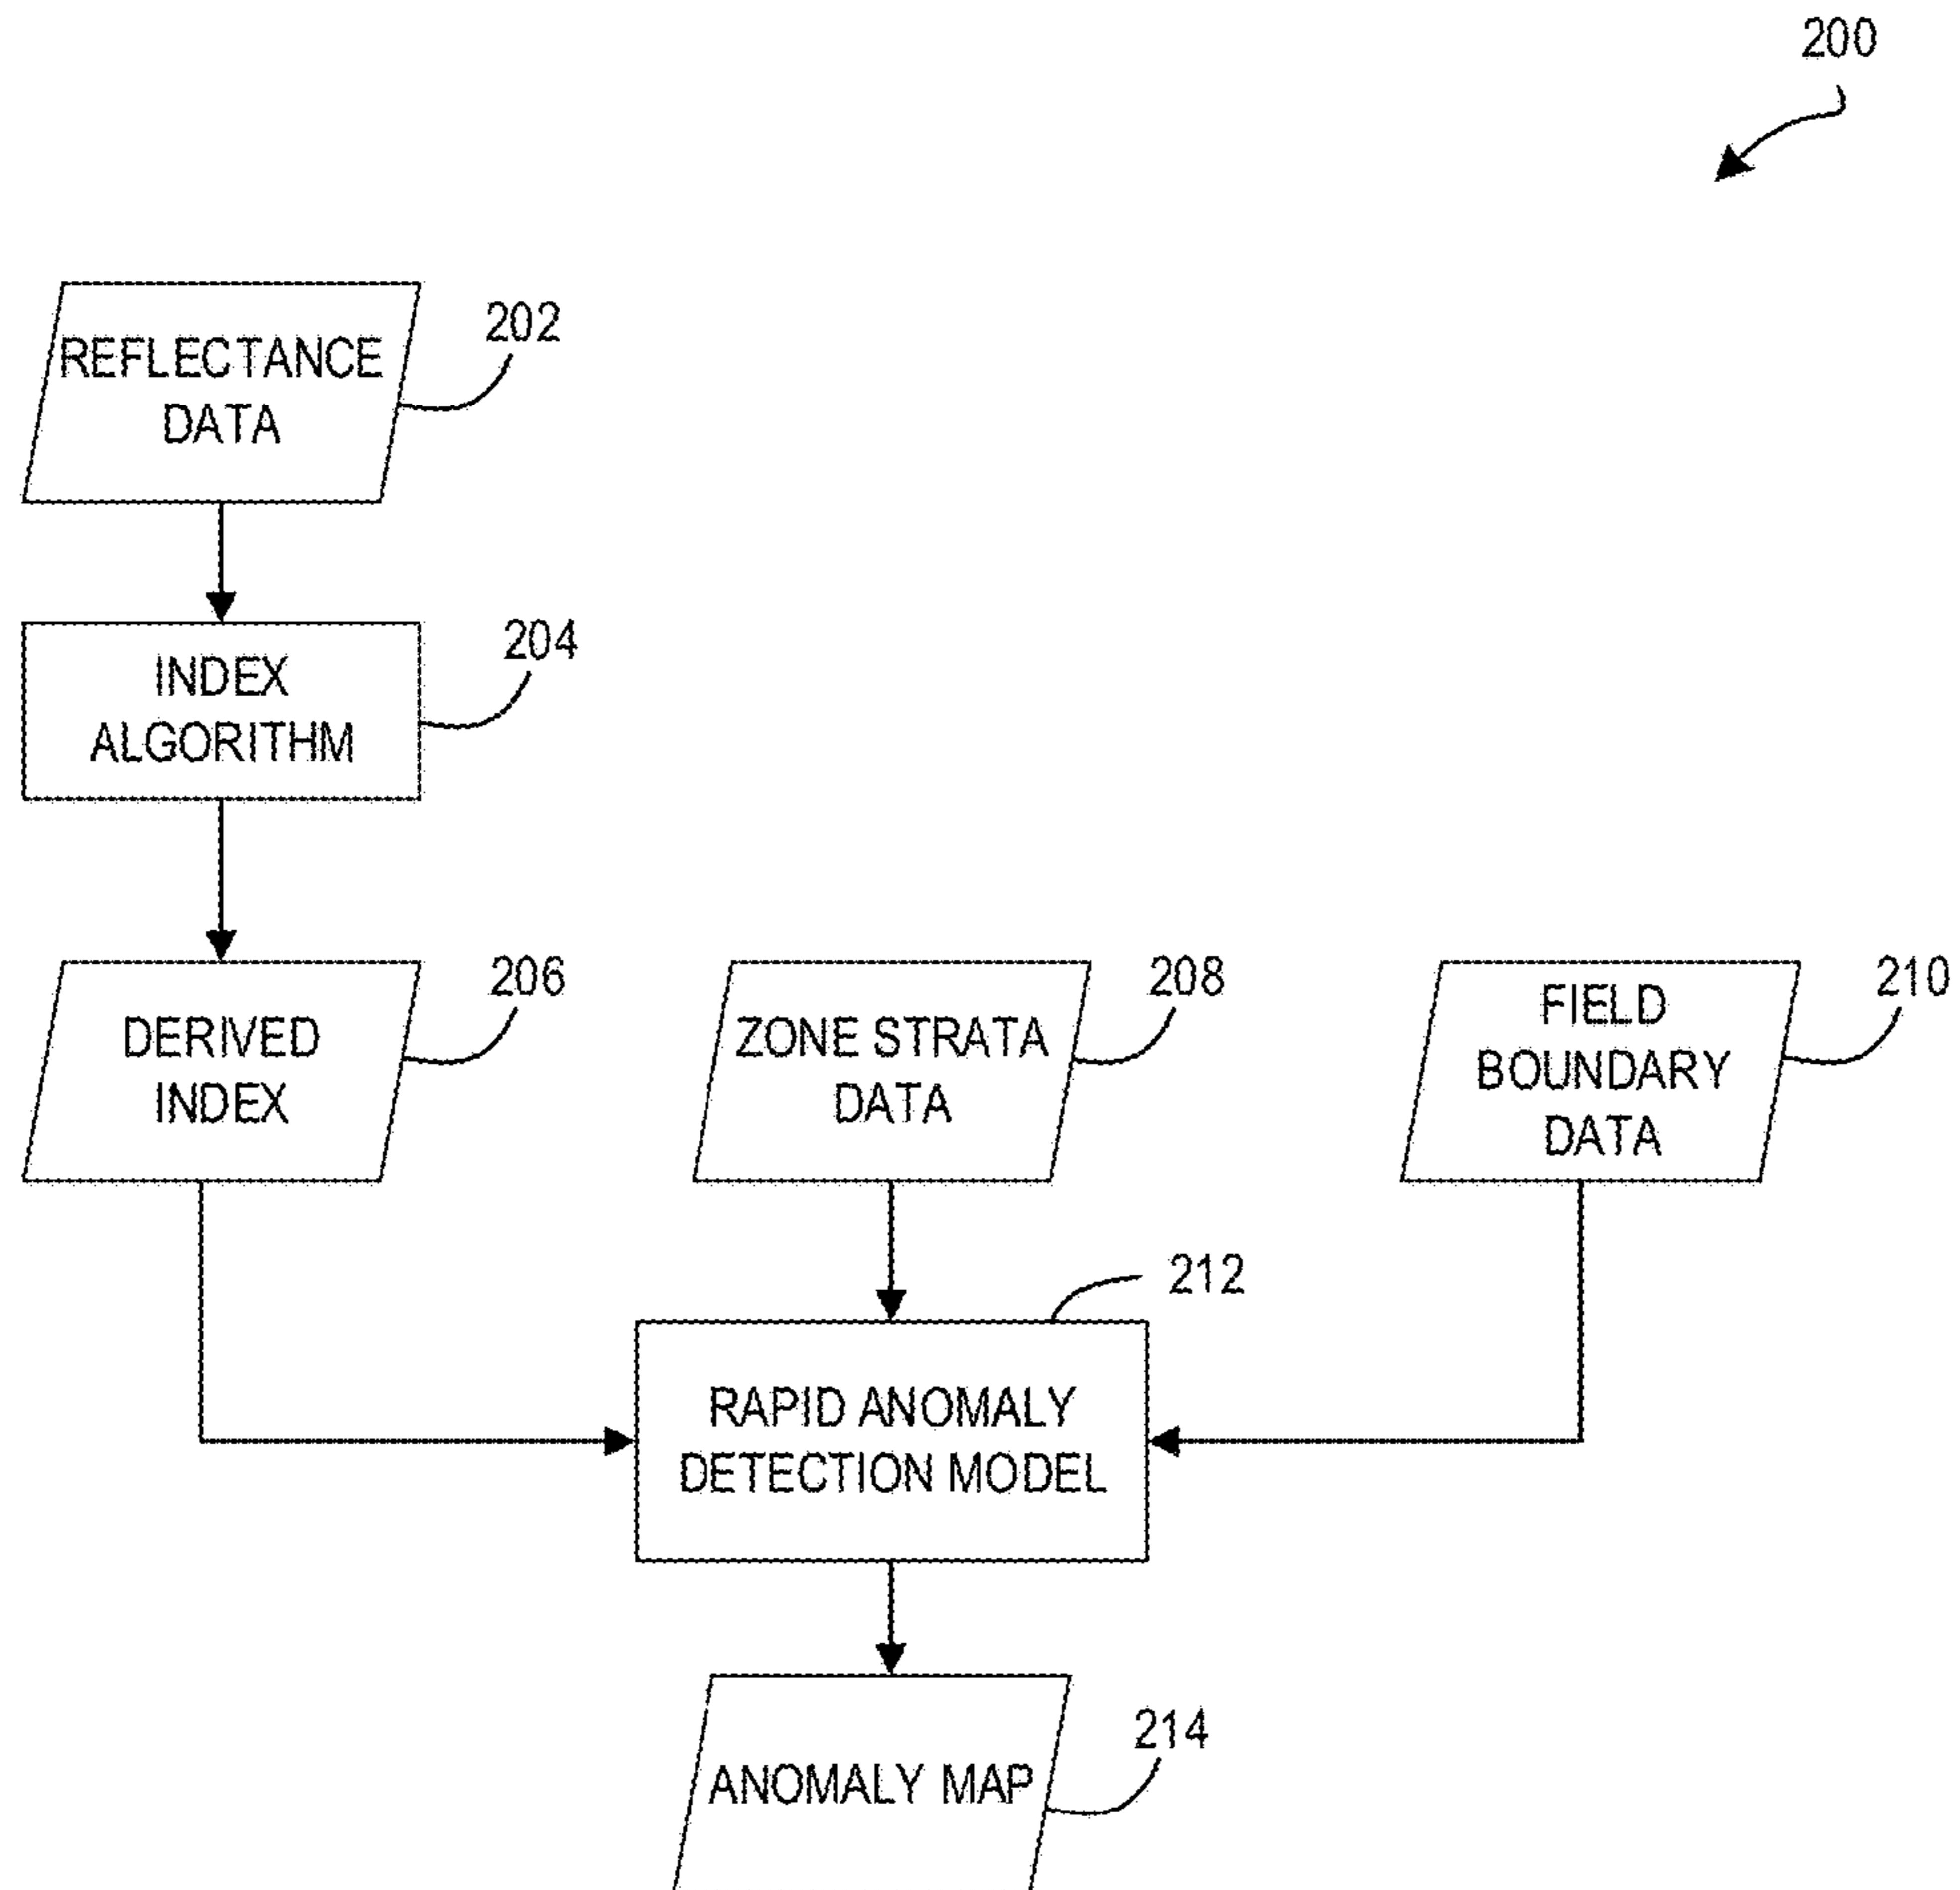 200
REFLECTANCE
DATA
202
INDEX
ALGORITHM
204
DERIVED
INDEX
206
ZONE STRATA
DATA
208
FIELD
BOUNDARY
DATA
210
RAPID ANOMALY
DETECTION MODEL
212
ANOMALY MAP
214